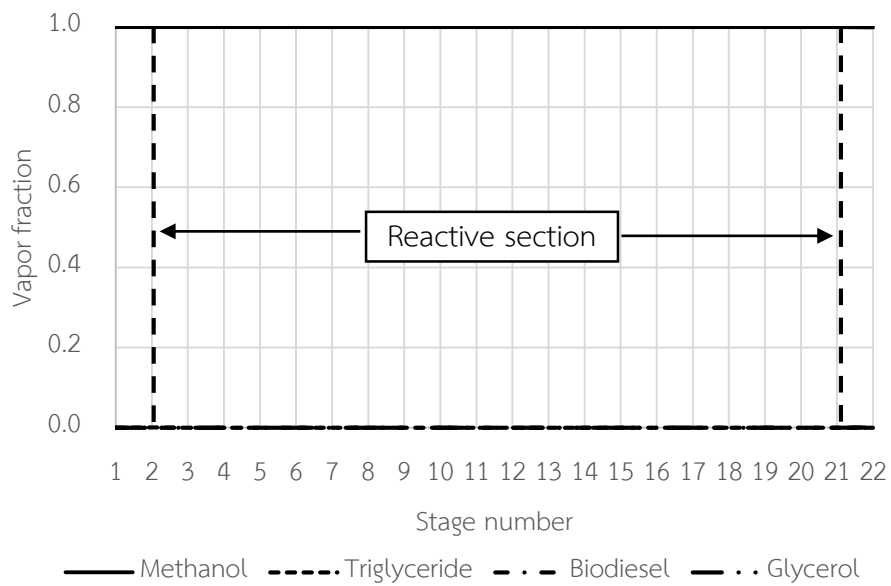 1.0
0.8
0.6
0.4
0.2
0.0
Vapor fraction
Reactive section
1 2 3 4 5 6 7 8 9 10 11 12 13 14 15 16 17 18 19 20 21 22
Stage number
Methanol Triglyceride Biodiesel Glycerol